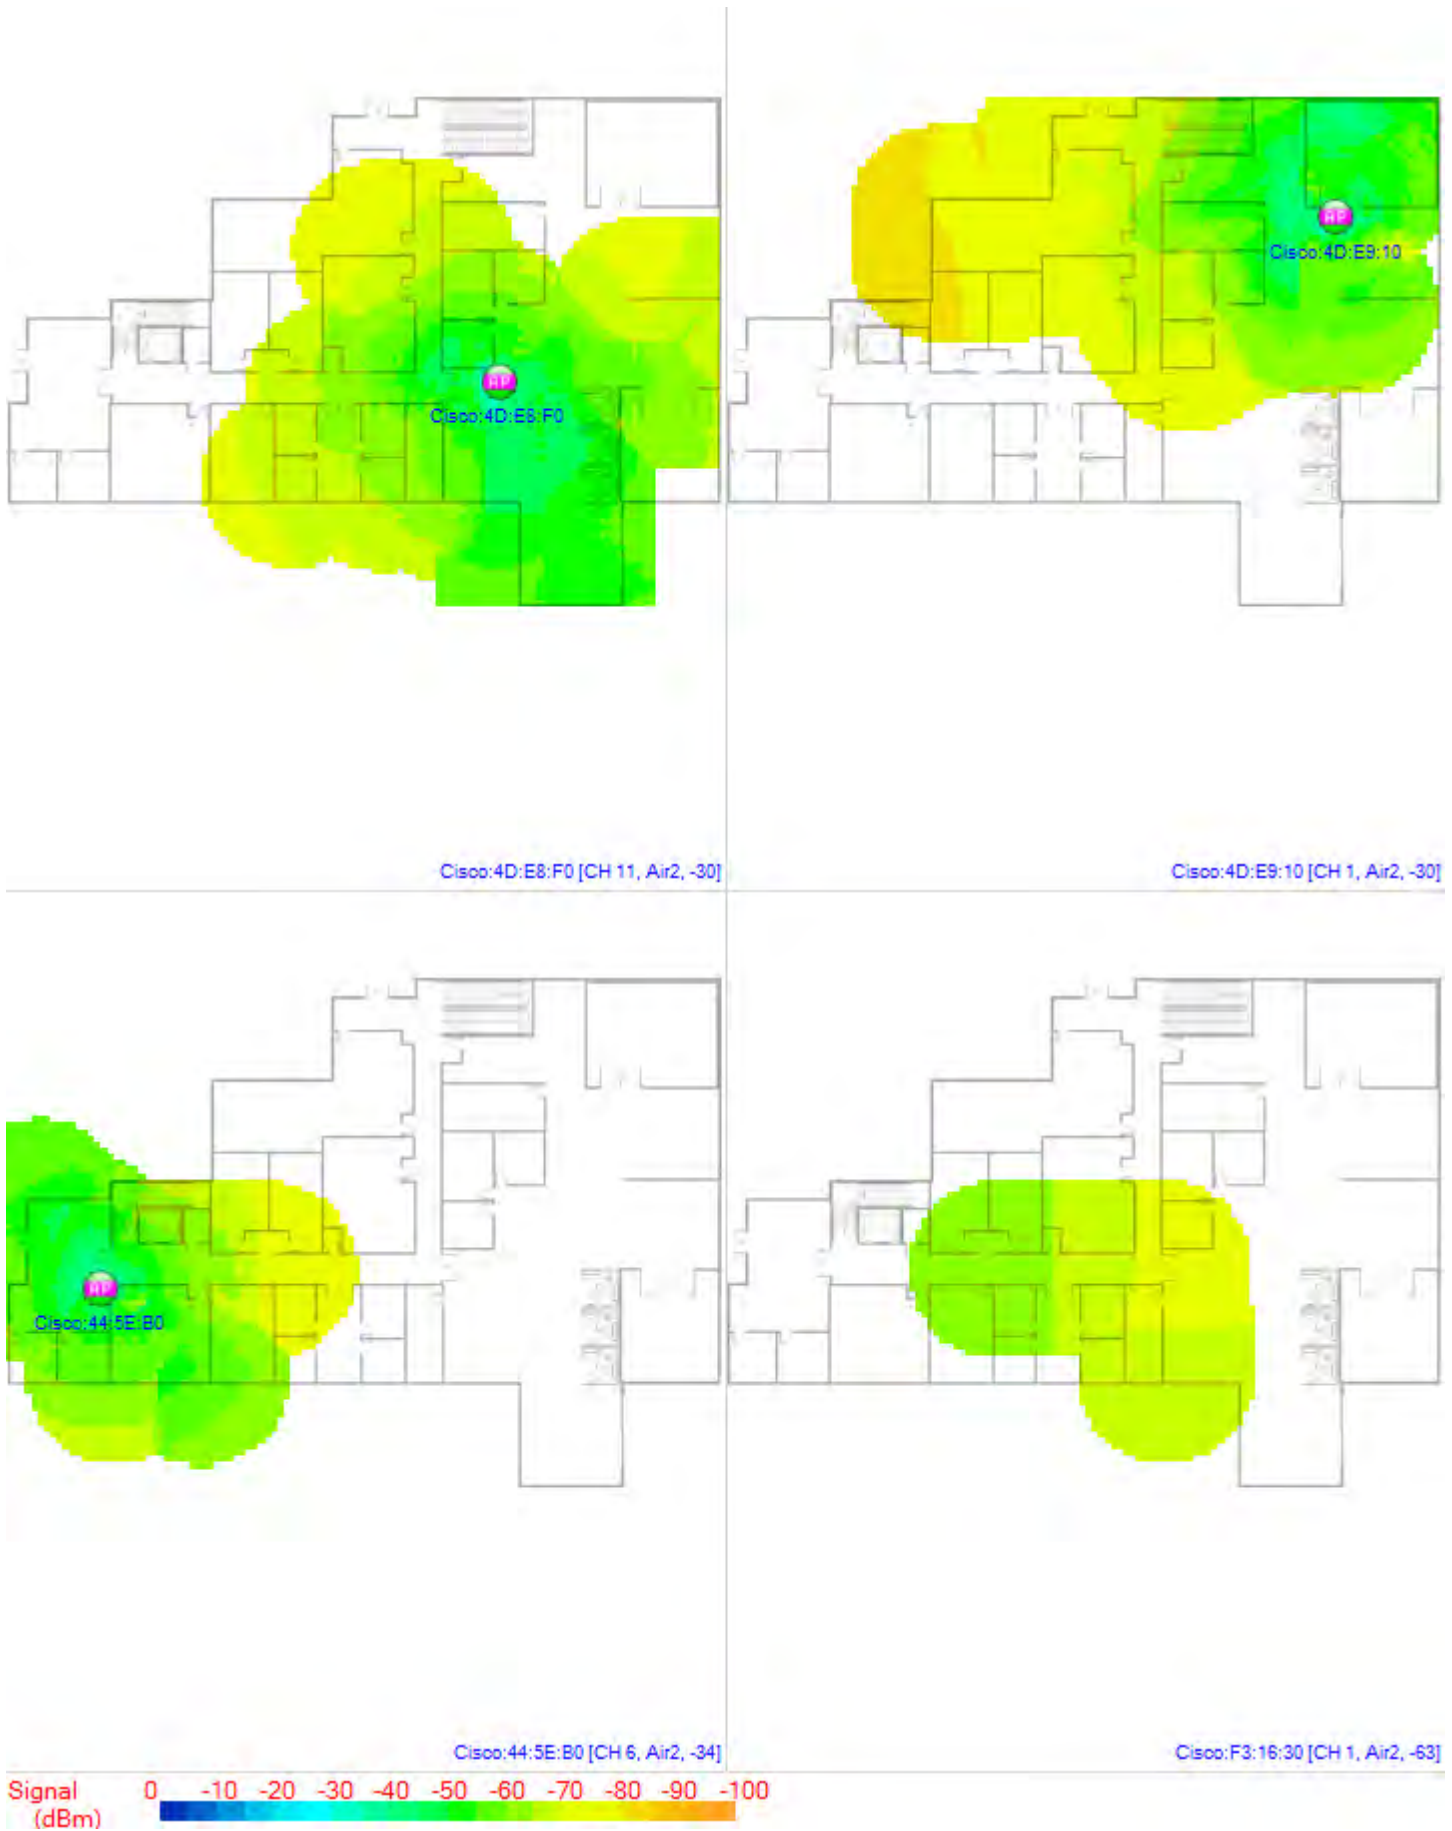 AP
Cisco:4D:E8:F0
AP
Cisco:4D:E9:10
Cisco:4D:E8:F0 [CH 11, Air2, -30]
Cisco:4D:E9:10 [CH 1, Air2, -30]
AP
Cisco:44:5E:B0
Cisco:44:5E:B0 [CH 6, Air2, -34]
Cisco:F3:16:30 [CH 1, Air2, -63]
Signal 0 -10 -20 -30 -40 -50 -60 -70 -80 -90 -100
(dBm)